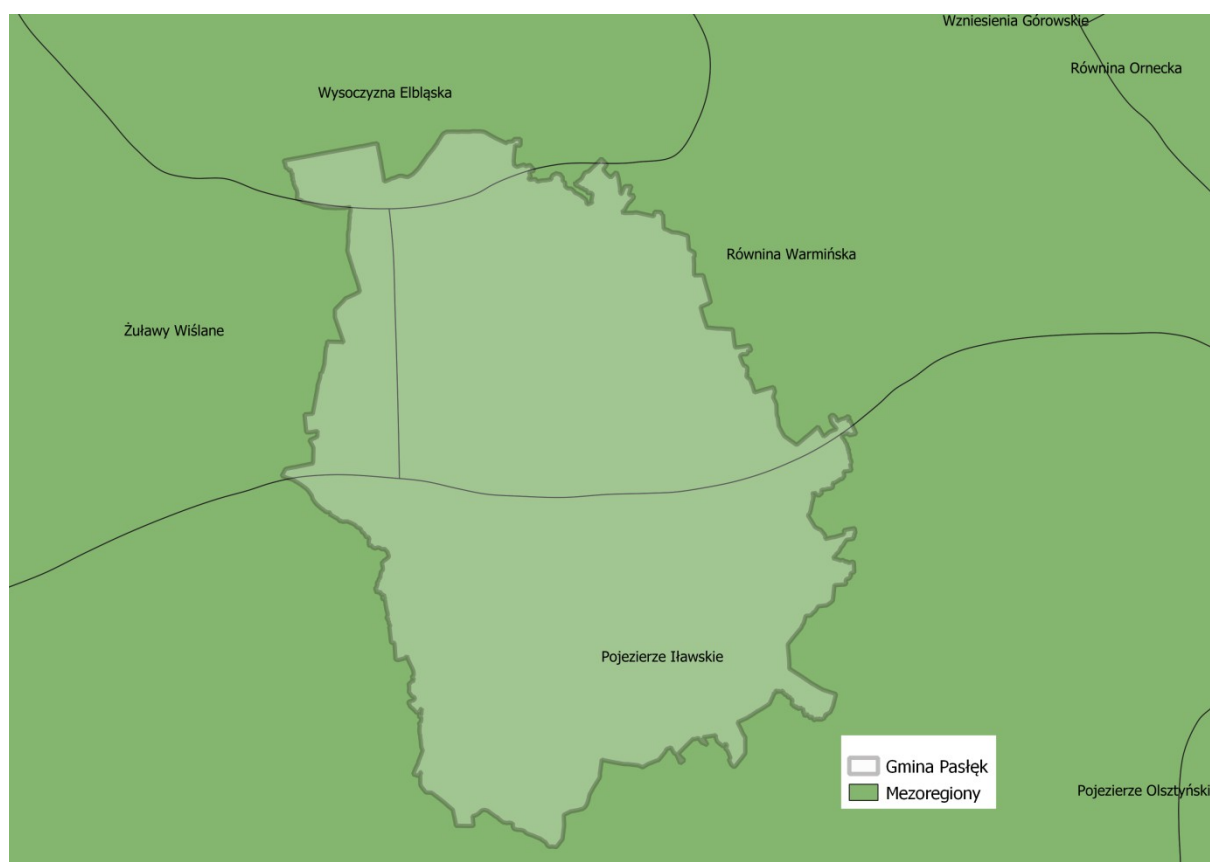 Wzniesienia Górowskie
Równina Ornecka
Wysoczyzna Elbląska
Równina Warmińska
Żuławy Wiślane
Pojezierze Iławskie
Gmina Pasłęk
Mezoregiony
Pojezierze Olsztyński